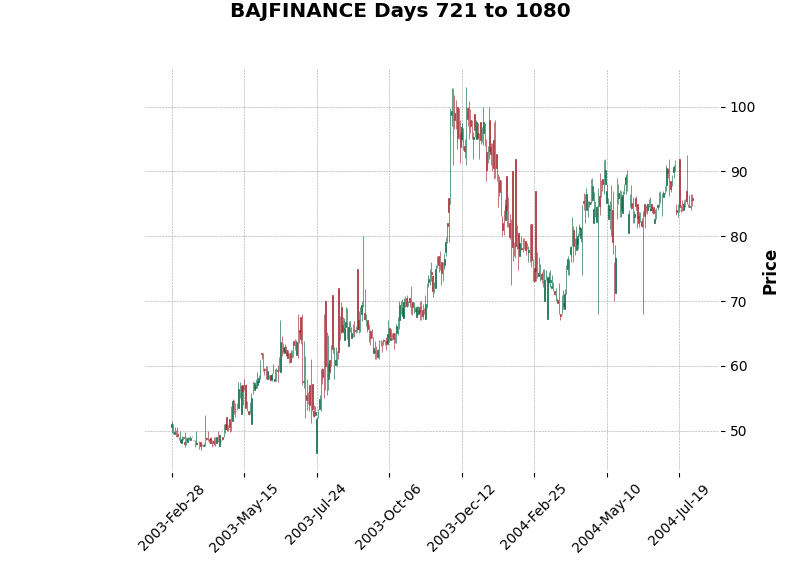 BAJFINANCE Days 721 to 1080
100
90
80
70
60
50
Price
2003-Feb-28
2003-May-15
2003-Jul-24
2003-Oct-06
2003-Dec-12
2004-Feb-25
2004-May-10
2004-Jul-19